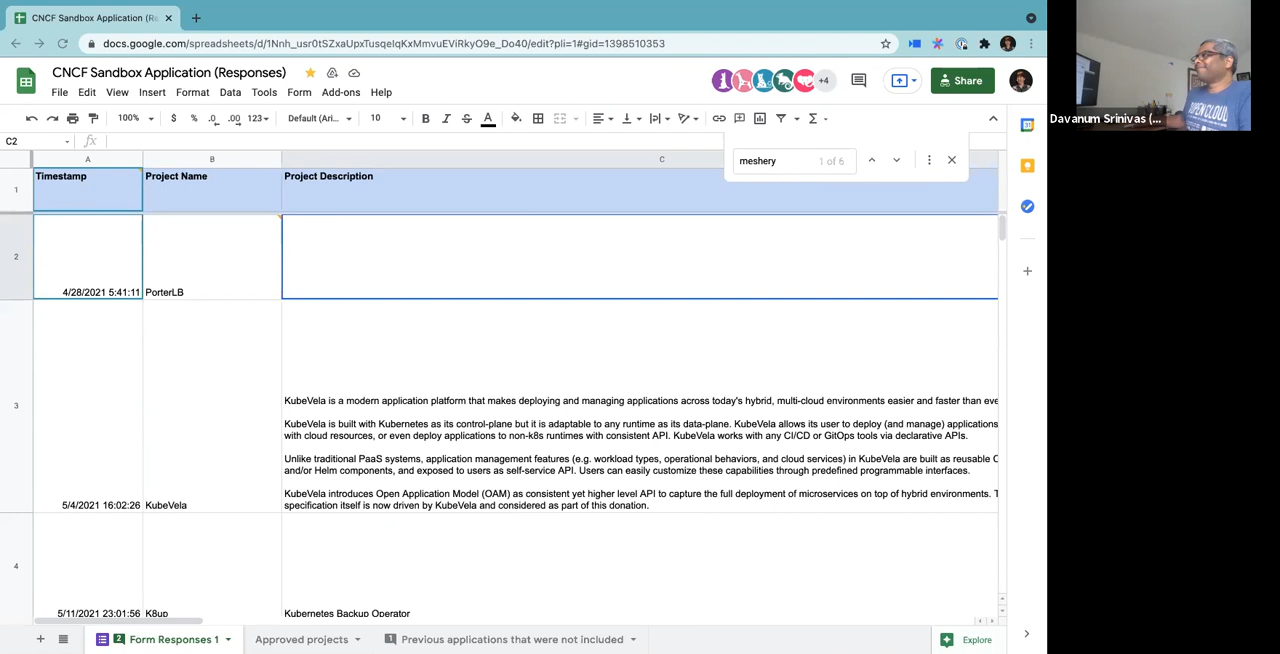 CNCF Sandbox Application (Re
docs.google.com/spreadsheets/d/1Nnh_usr0tSZxaUpxTusqeIqKxMmvuEViRkyO9e_Do40/edit?pli=1#gid=1398510353
CNCF Sandbox Application (Responses)
File Edit View Insert Format Data Tools Form Add-ons Help
+4
Share
100% $ % .0 .00 123 Default (Ari... 10 B I S A
C2 fx
meshery 1 of 6
A B C
1 Timestamp Project Name Project Description
2 4/28/2021 5:41:11 PorterLB
KubeVela is a modern application platform that makes deploying and managing applications across today's hybrid, multi-cloud environments easier and faster than eve
KubeVela is built with Kubernetes as its control-plane but it is adaptable to any runtime as its data-plane. KubeVela allows its user to deploy (and manage) applications
with cloud resources, or even deploy applications to non-k8s runtimes with consistent API. KubeVela works with any CI/CD or GitOps tools via declarative APIs.
Unlike traditional PaaS systems, application management features (e.g. workload types, operational behaviors, and cloud services) in KubeVela are built as reusable C
and/or Helm components, and exposed to users as self-service API. Users can easily customize these capabilities through predefined programmable interfaces.
KubeVela introduces Open Application Model (OAM) as consistent yet higher level API to capture the full deployment of microservices on top of hybrid environments. T
specification itself is now driven by KubeVela and considered as part of this donation.
3 5/4/2021 16:02:26 KubeVela
4 5/11/2021 23:01:56 K8up Kubernetes Backup Operator
2 Form Responses 1 Approved projects 1 Previous applications that were not included Explore
Davanum Srinivas (...
OPEN CLOUD
31